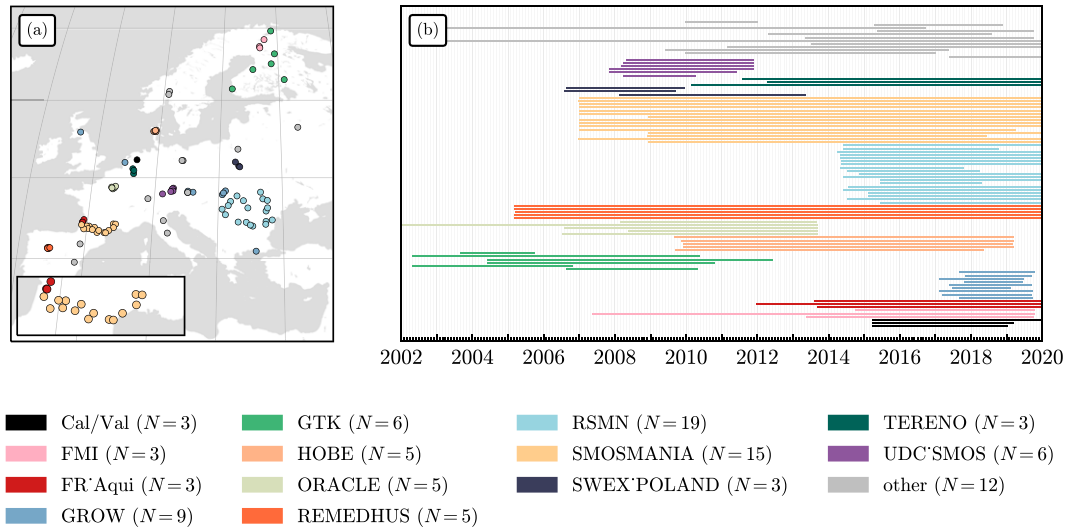 (a)
(b)
2002 2004 2006 2008 2010 2012 2014 2016 2018 2020
Cal/Val (N = 3) GTK (N = 6) RSMN (N = 19) TERENO (N = 3)
FMI (N = 3) HOBE (N = 5) SMOSMANIA (N = 15) UDC˙SMOS (N = 6)
FR˙Aqui (N = 3) ORACLE (N = 5) SWEX˙POLAND (N = 3) other (N = 12)
GROW (N = 9) REMEDHUS (N = 5)